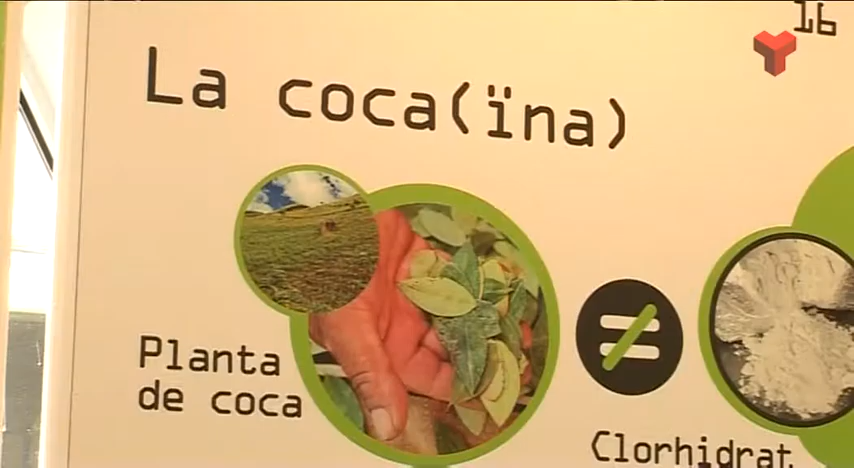 16
La coca(ïna)
Planta
de coca
≠
Clorhidrat